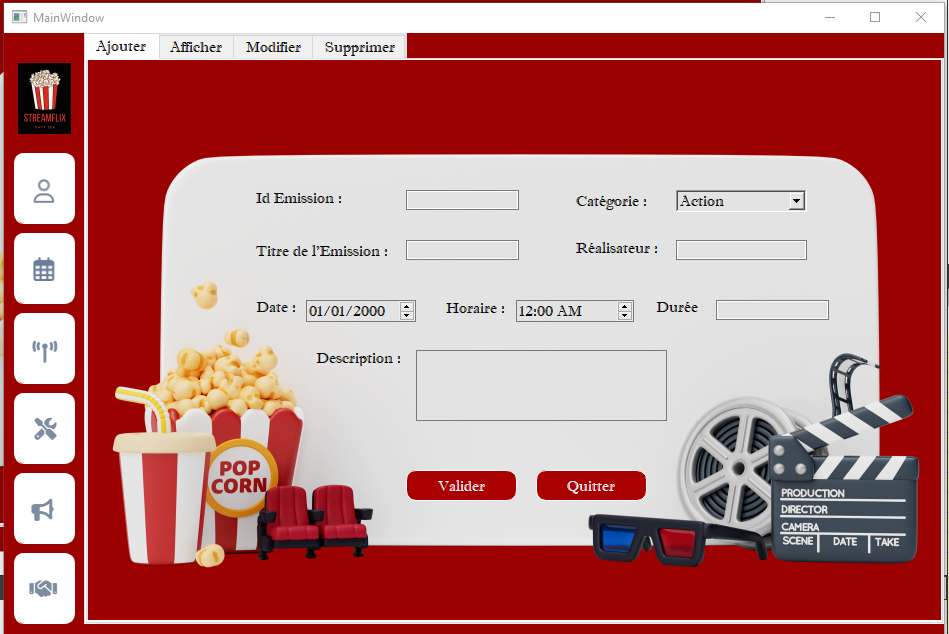 MainWindow
Ajouter Afficher Modifier Supprimer
STREAMFLIX
Id Emission :
Catégorie : Action
Titre de l'Emission :
Réalisateur :
Date : 01/01/2000 Horaire : 12:00 AM Durée
Description :
POP
CORN
Valider Quitter
PRODUCTION
DIRECTOR
CAMERA
SCENE DATE TAKE